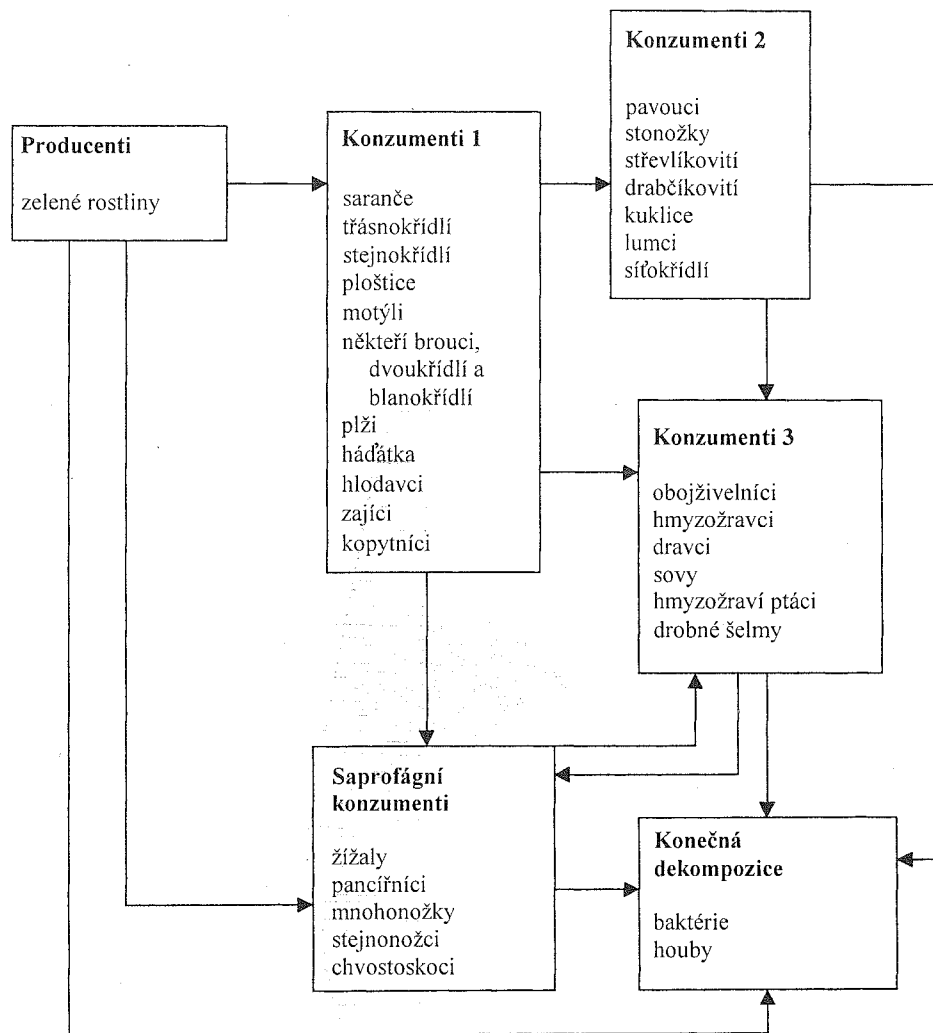 Producenti
zelené rostliny
Konzumenti 1
saranče
třásnokřídlí
stejnokřídlí
ploštice
motýli
někteří brouci,
dvoukřídlí a
blanokřídlí
plži
háďátka
hlodavci
zajíci
kopytníci
Konzumenti 2
pavouci
stonožky
střevlíkovití
drabčíkovití
kuklice
lumci
síťokřídlí
Konzumenti 3
obojživelníci
hmyzožravci
dravci
sovy
hmyzožraví ptáci
drobné šelmy
Saprofágní
konzumenti
žížaly
pancířníci
mnohonožky
stejnonožci
chvostoskoci
Konečná
dekompozice
baktérie
houby